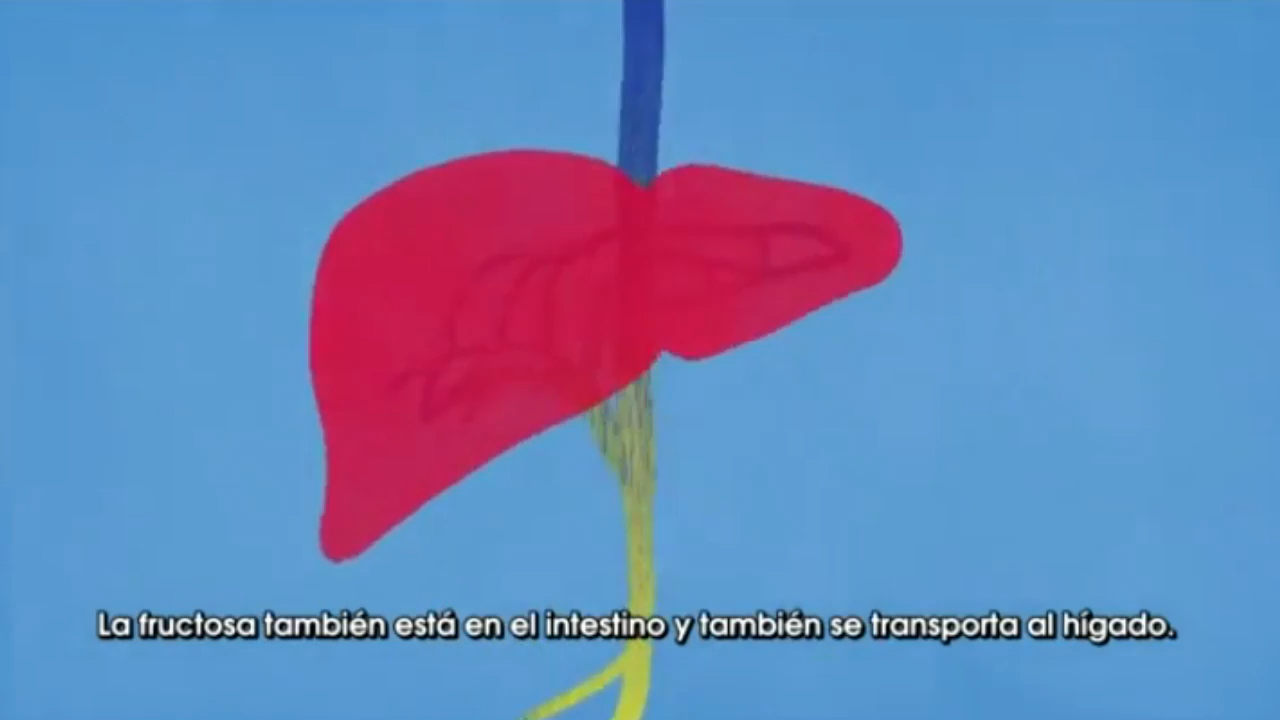 La fructosa también está en el intestino y también se transporta al hígado.